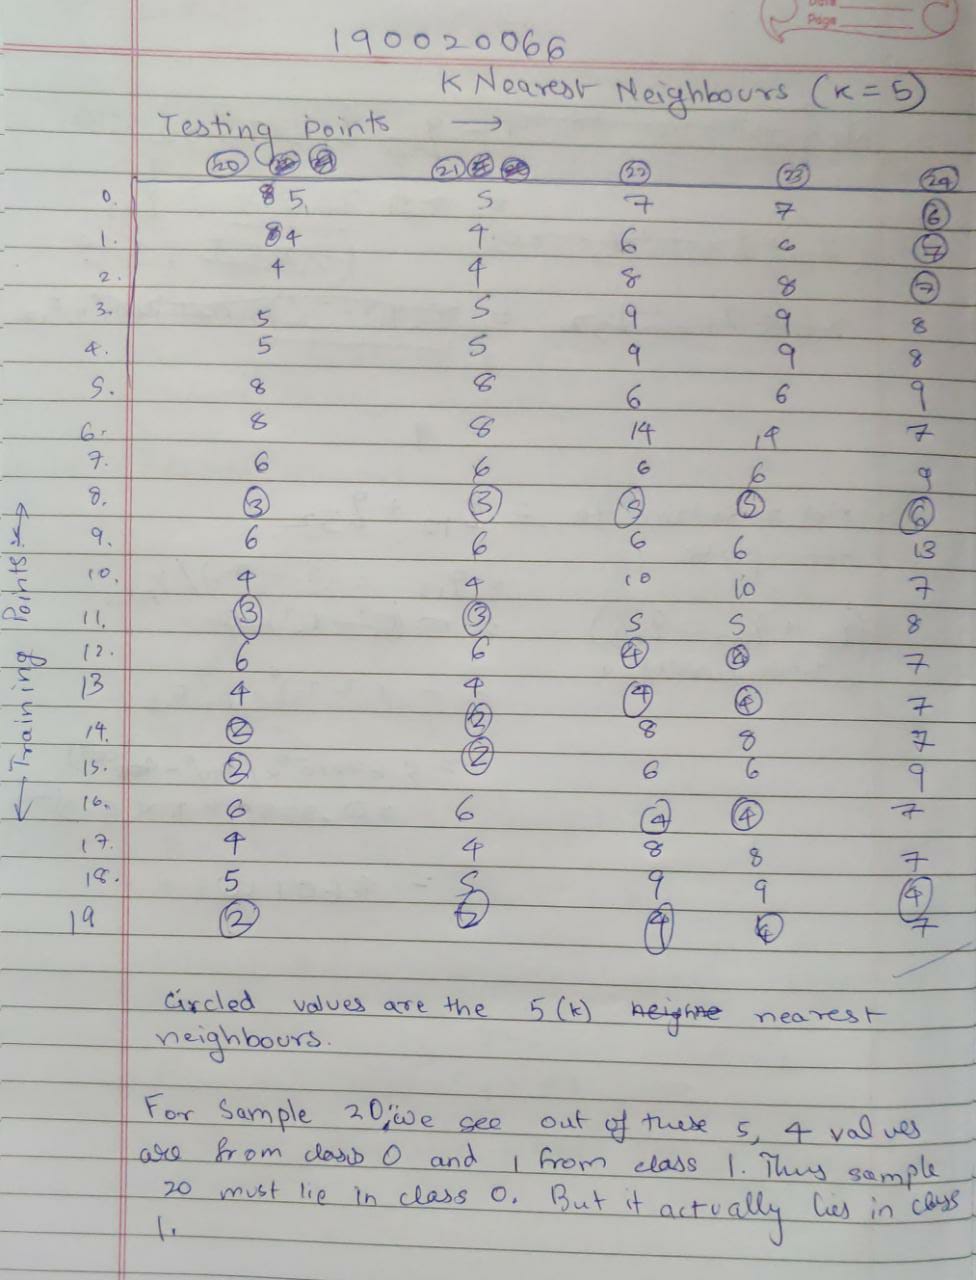 Date
Page
190020066
K Nearest Neighbours (K = 5)
Testing points →
20 21 22 23 24
0. 5 5 7 7 6
1. 4 4 6 6 7
2. 4 4 8 8 7
3. 5 5 9 9 8
4. 5 5 9 9 8
5. 8 8 6 6 9
6. 8 8 14 14 7
7. 6 6 6 6 9
8. 3 3 5 5 6
9. 6 6 6 6 13
10. 4 4 10 10 7
11. 3 3 5 5 8
12. 6 6 4 4 7
13 4 4 4 4 7
14. 2 2 8 8 7
15. 2 2 6 6 9
16. 6 6 4 4 7
17. 4 4 8 8 7
18. 5 5 9 9 4
19 2 2 4 4 7
← Training Points →
Circled values are the 5 (k) nearest
neighbours.
For Sample 20, we see out of these 5, 4 values
are from class 0 and 1 from class 1. Thus sample
20 must lie in class 0. But it actually lies in class
1.